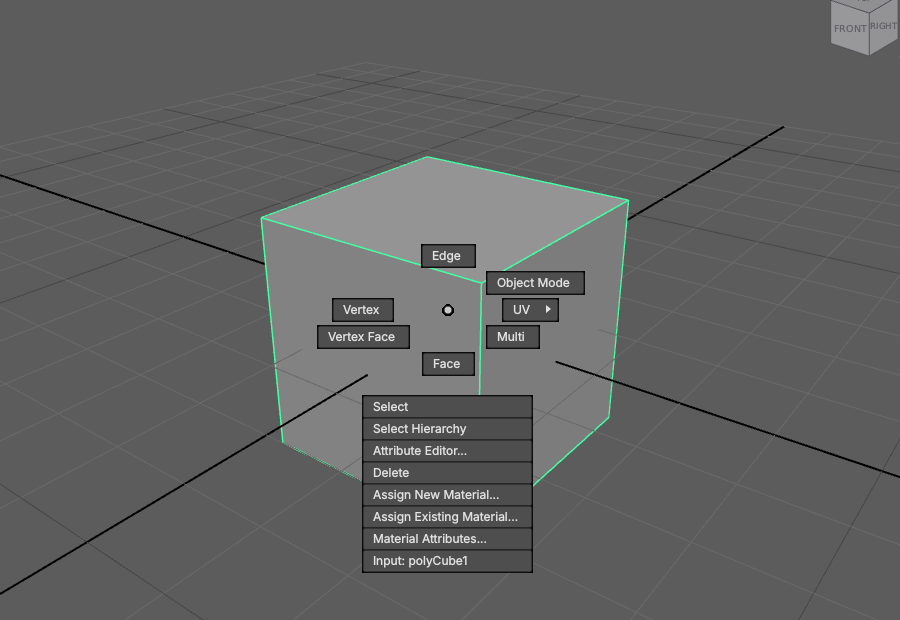 FRONT
RIGHT
Edge
Object Mode
Vertex
UV
Vertex Face
Multi
Face
Select
Select Hierarchy
Attribute Editor...
Delete
Assign New Material...
Assign Existing Material...
Material Attributes...
Input: polyCube1